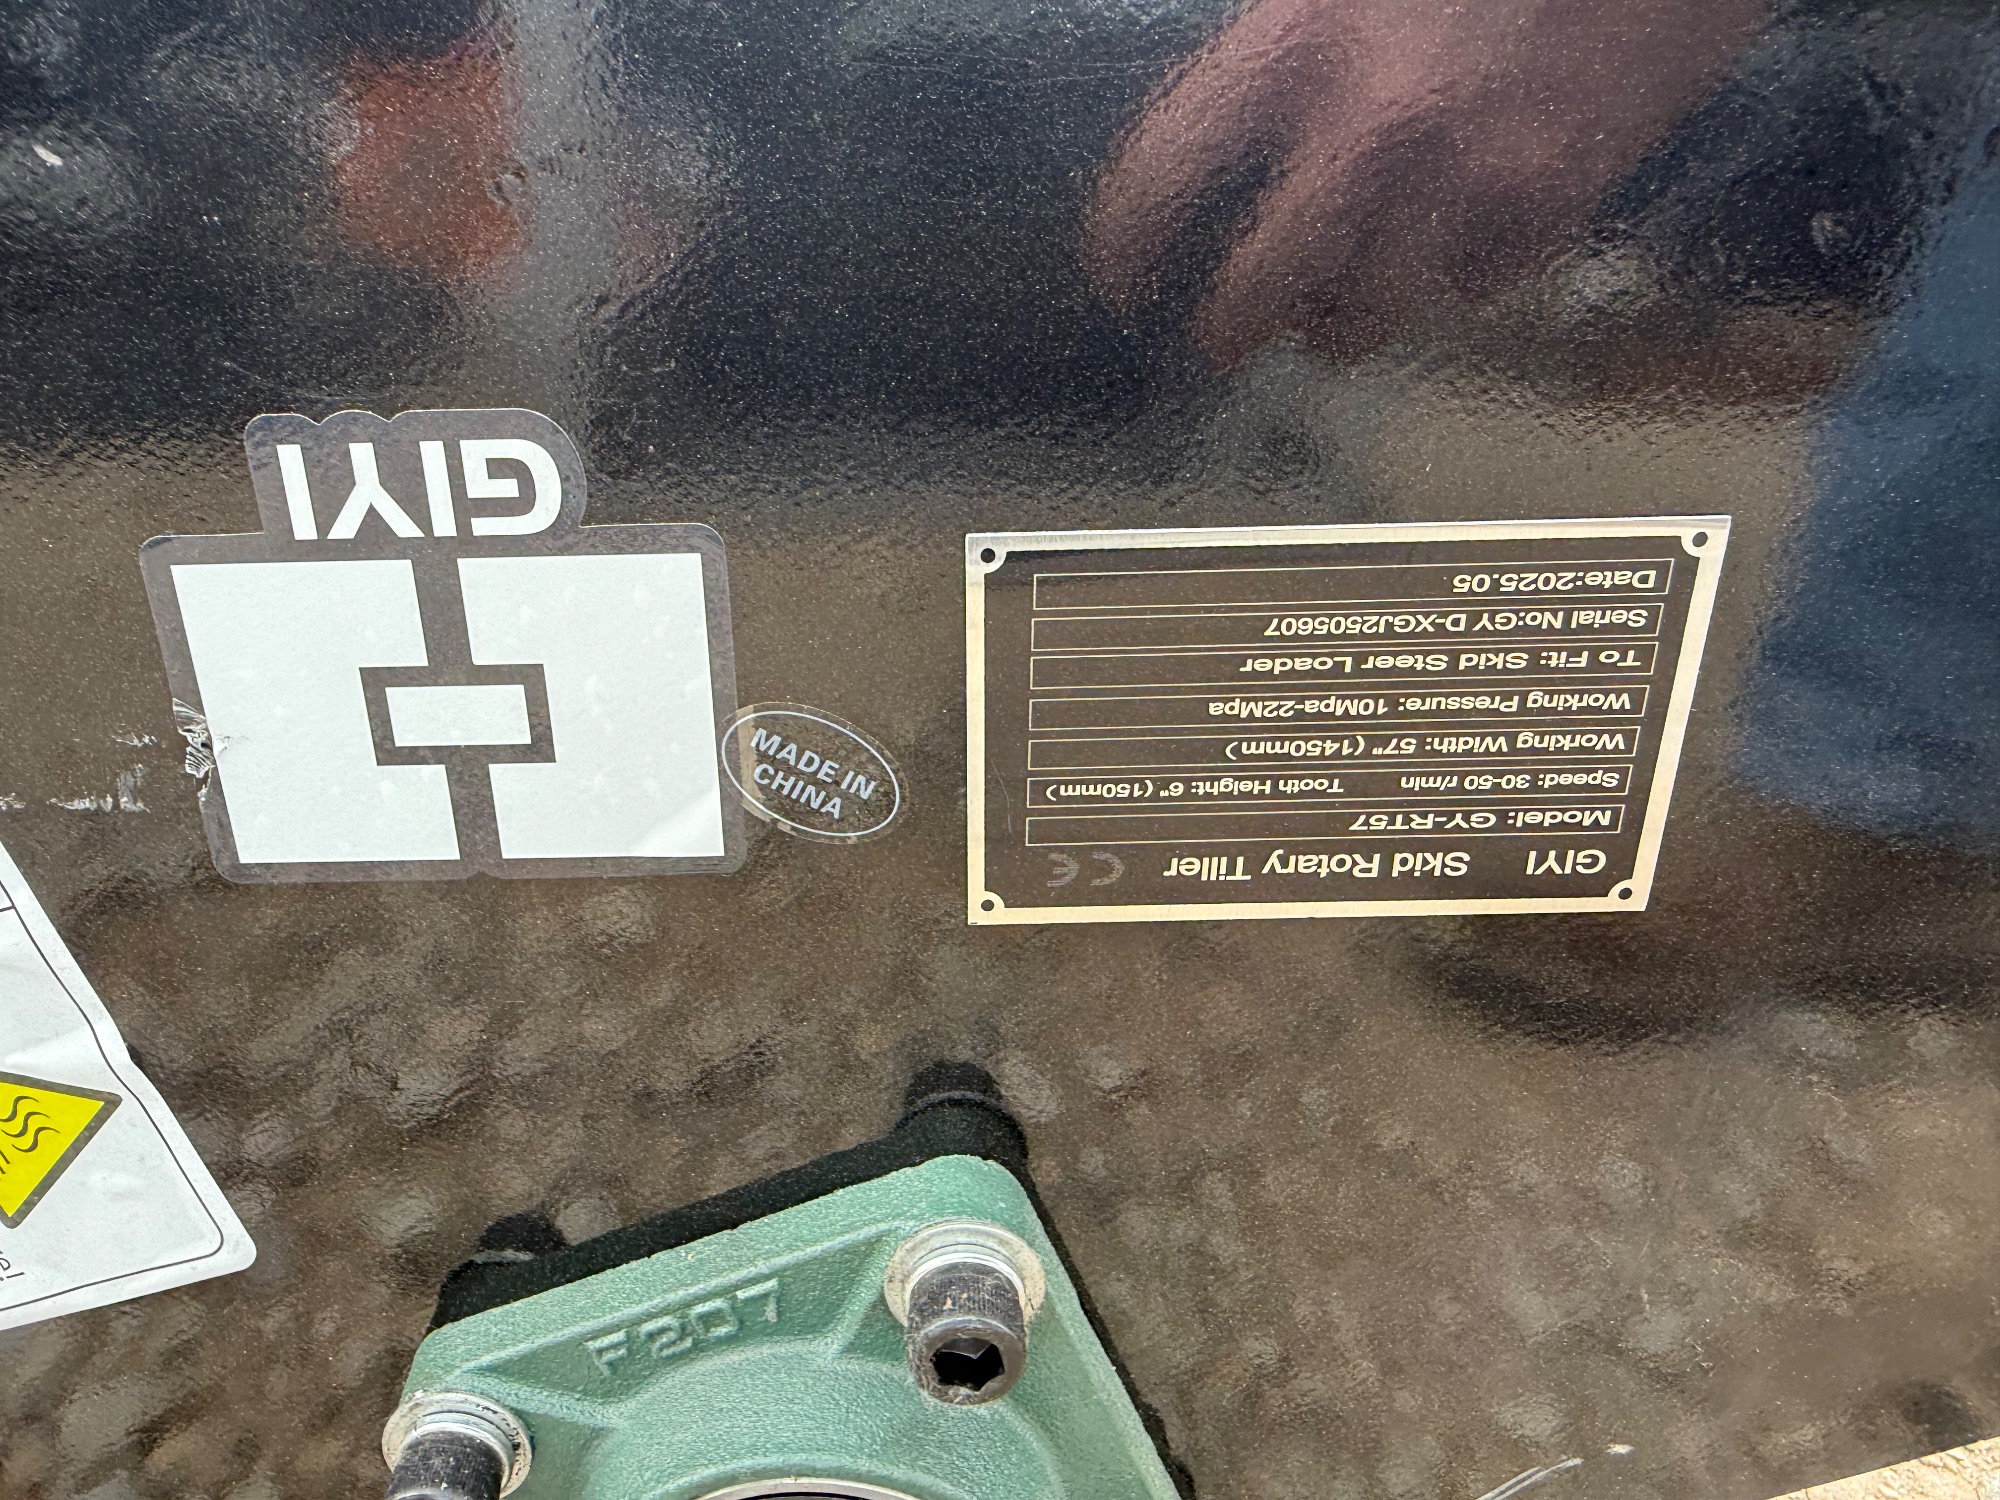 GIYI
MADE IN
CHINA
GIYI Skid Rotary Tiller CE
Model: GY-RT57
Speed: 30-50 r/min Tooth Height: 6" (150mm)
Working Width: 57" (1450mm)
Working Pressure: 10Mpa-22Mpa
To Fit: Skid Steer Loader
Serial No:GY D-XGJ2505607
Date:2025.05
F207